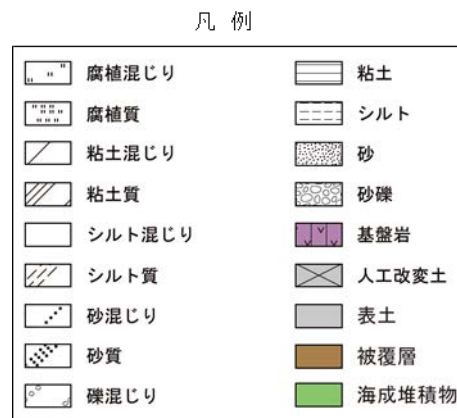 凡 例
腐植混じり
腐植質
粘土混じり
粘土質
シルト混じり
シルト質
砂混じり
砂質
礫混じり
粘土
シルト
砂
砂礫
基盤岩
人工改変土
表土
被覆層
海成堆積物